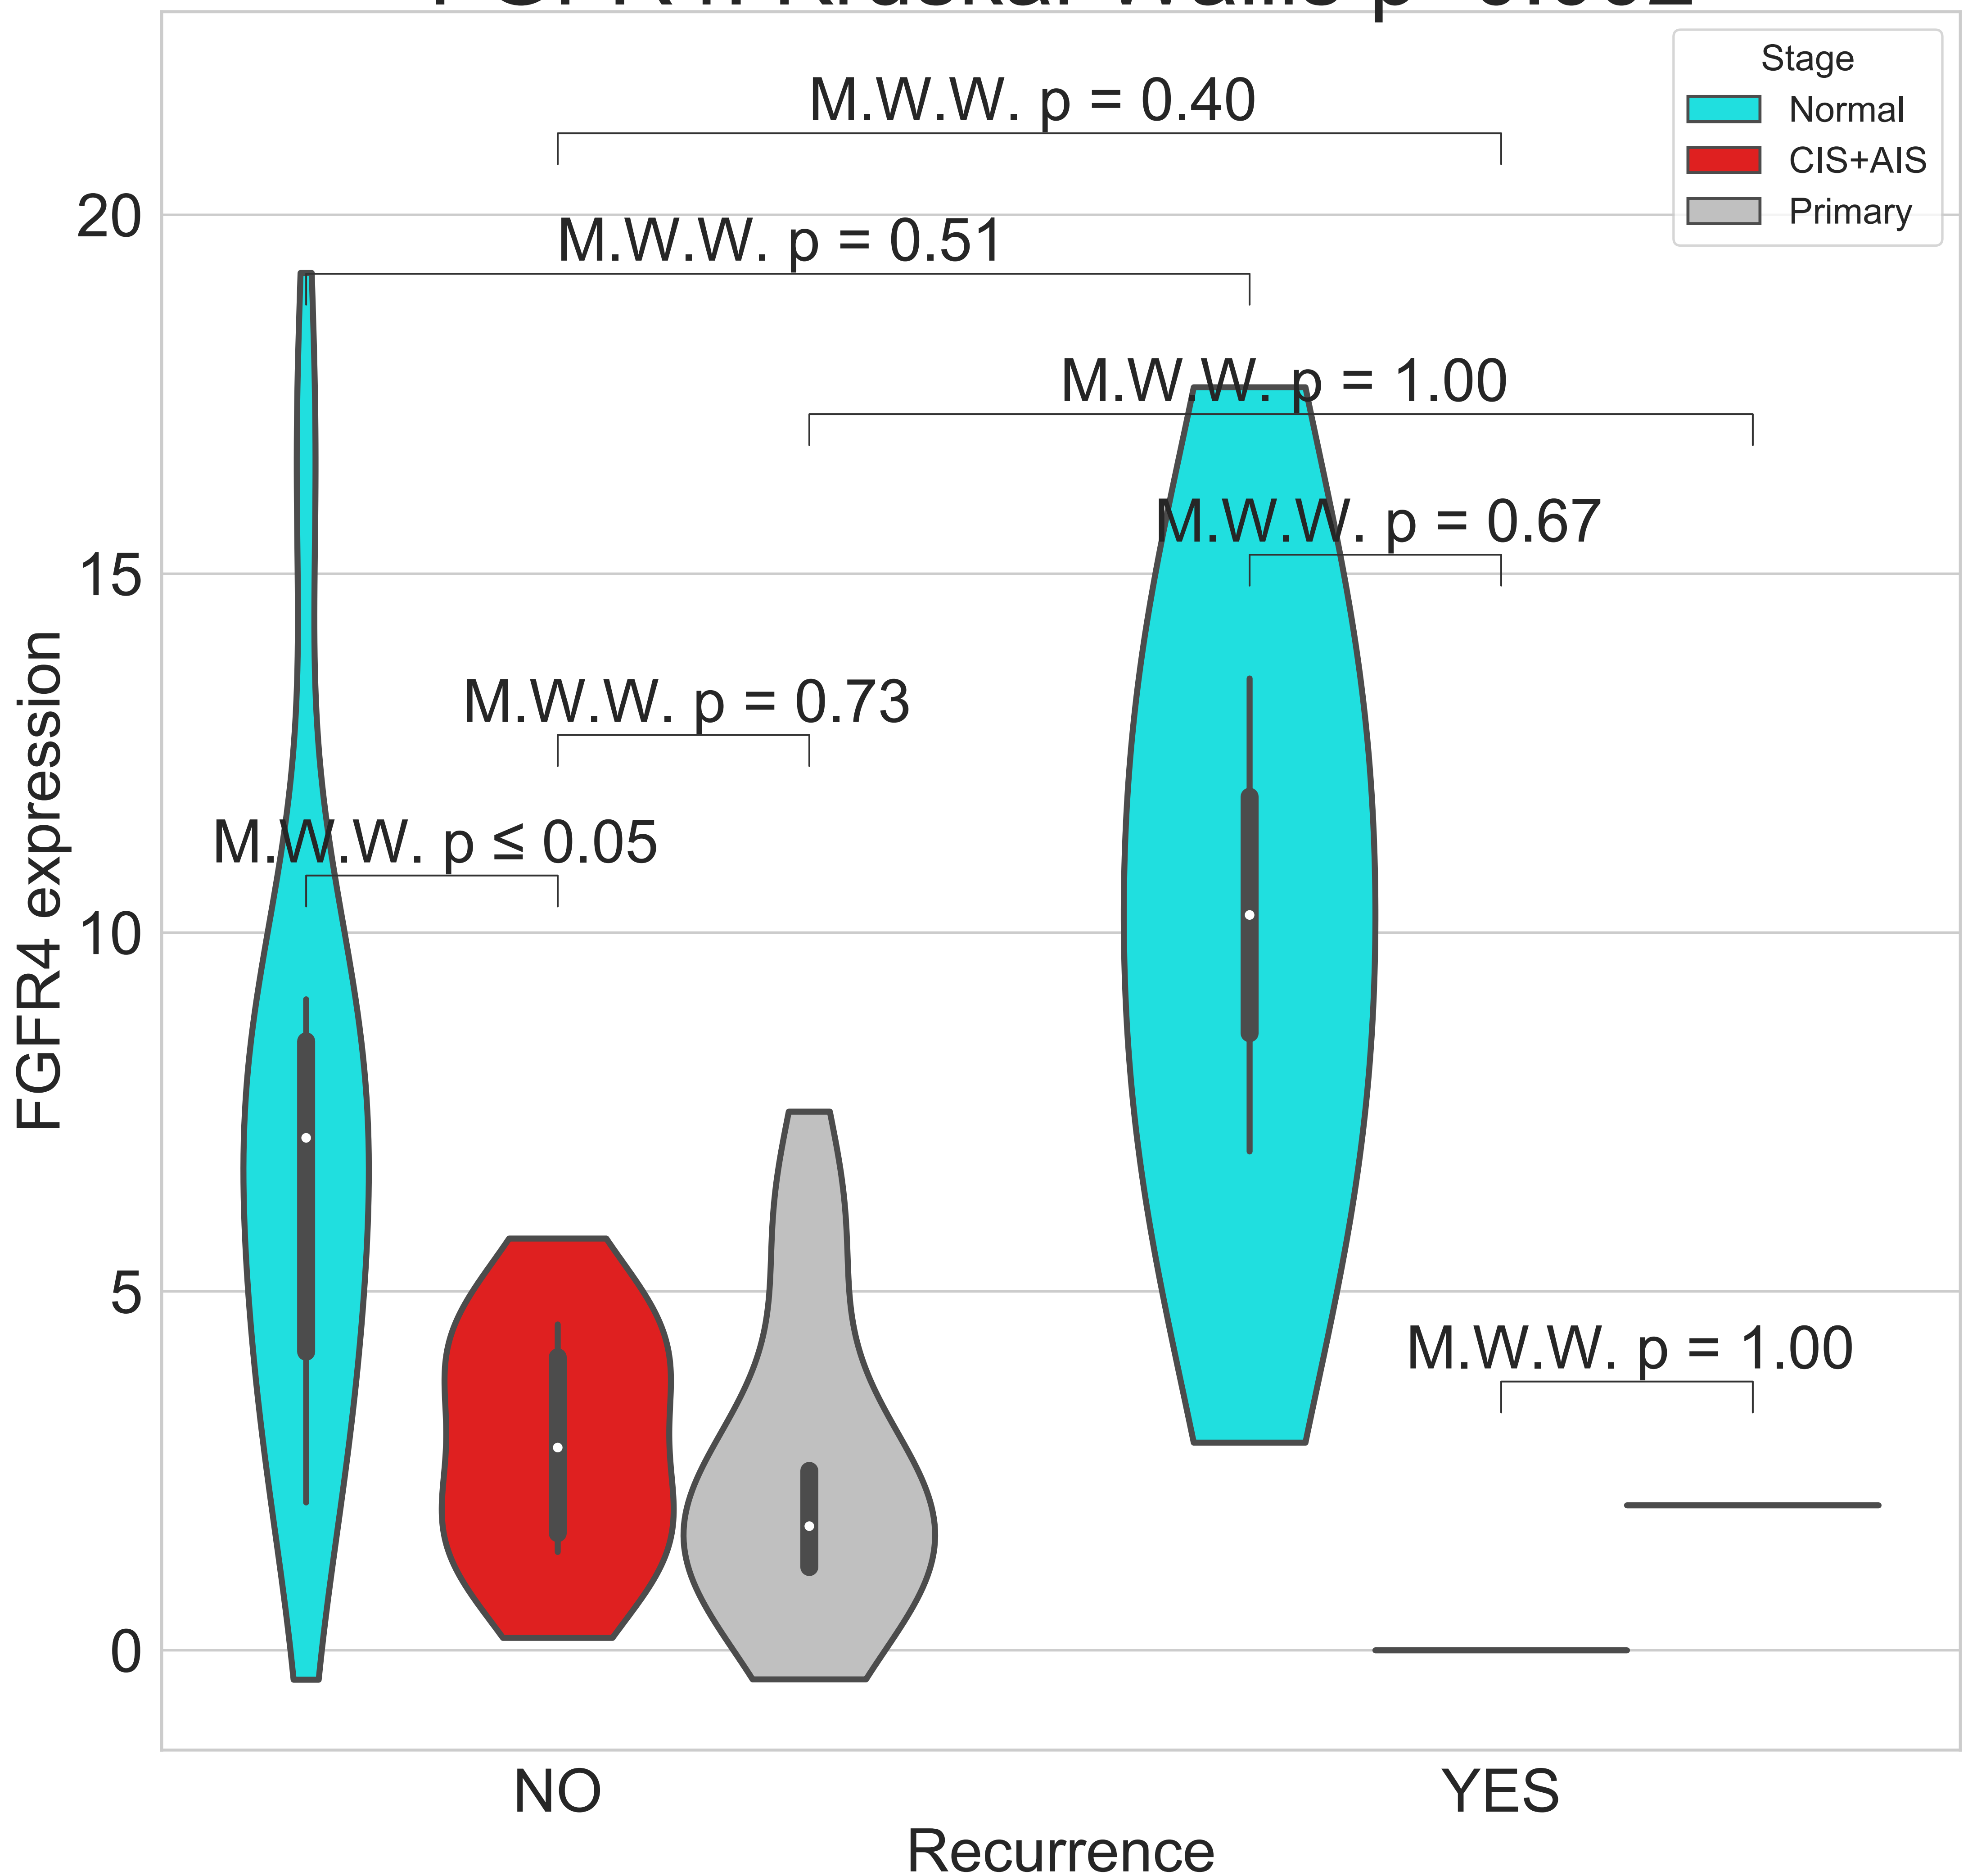 Stage
Normal
CIS+AIS
Primary
M.W.W. p = 0.40
20
M.W.W. p = 0.51
M.W.W. p = 1.00
M.W.W. p = 0.67
15
M.W.W. p = 0.73
M.W.W. p ≤ 0.05
10
FGFR4 expression
5
M.W.W. p = 1.00
0
NO
YES
Recurrence